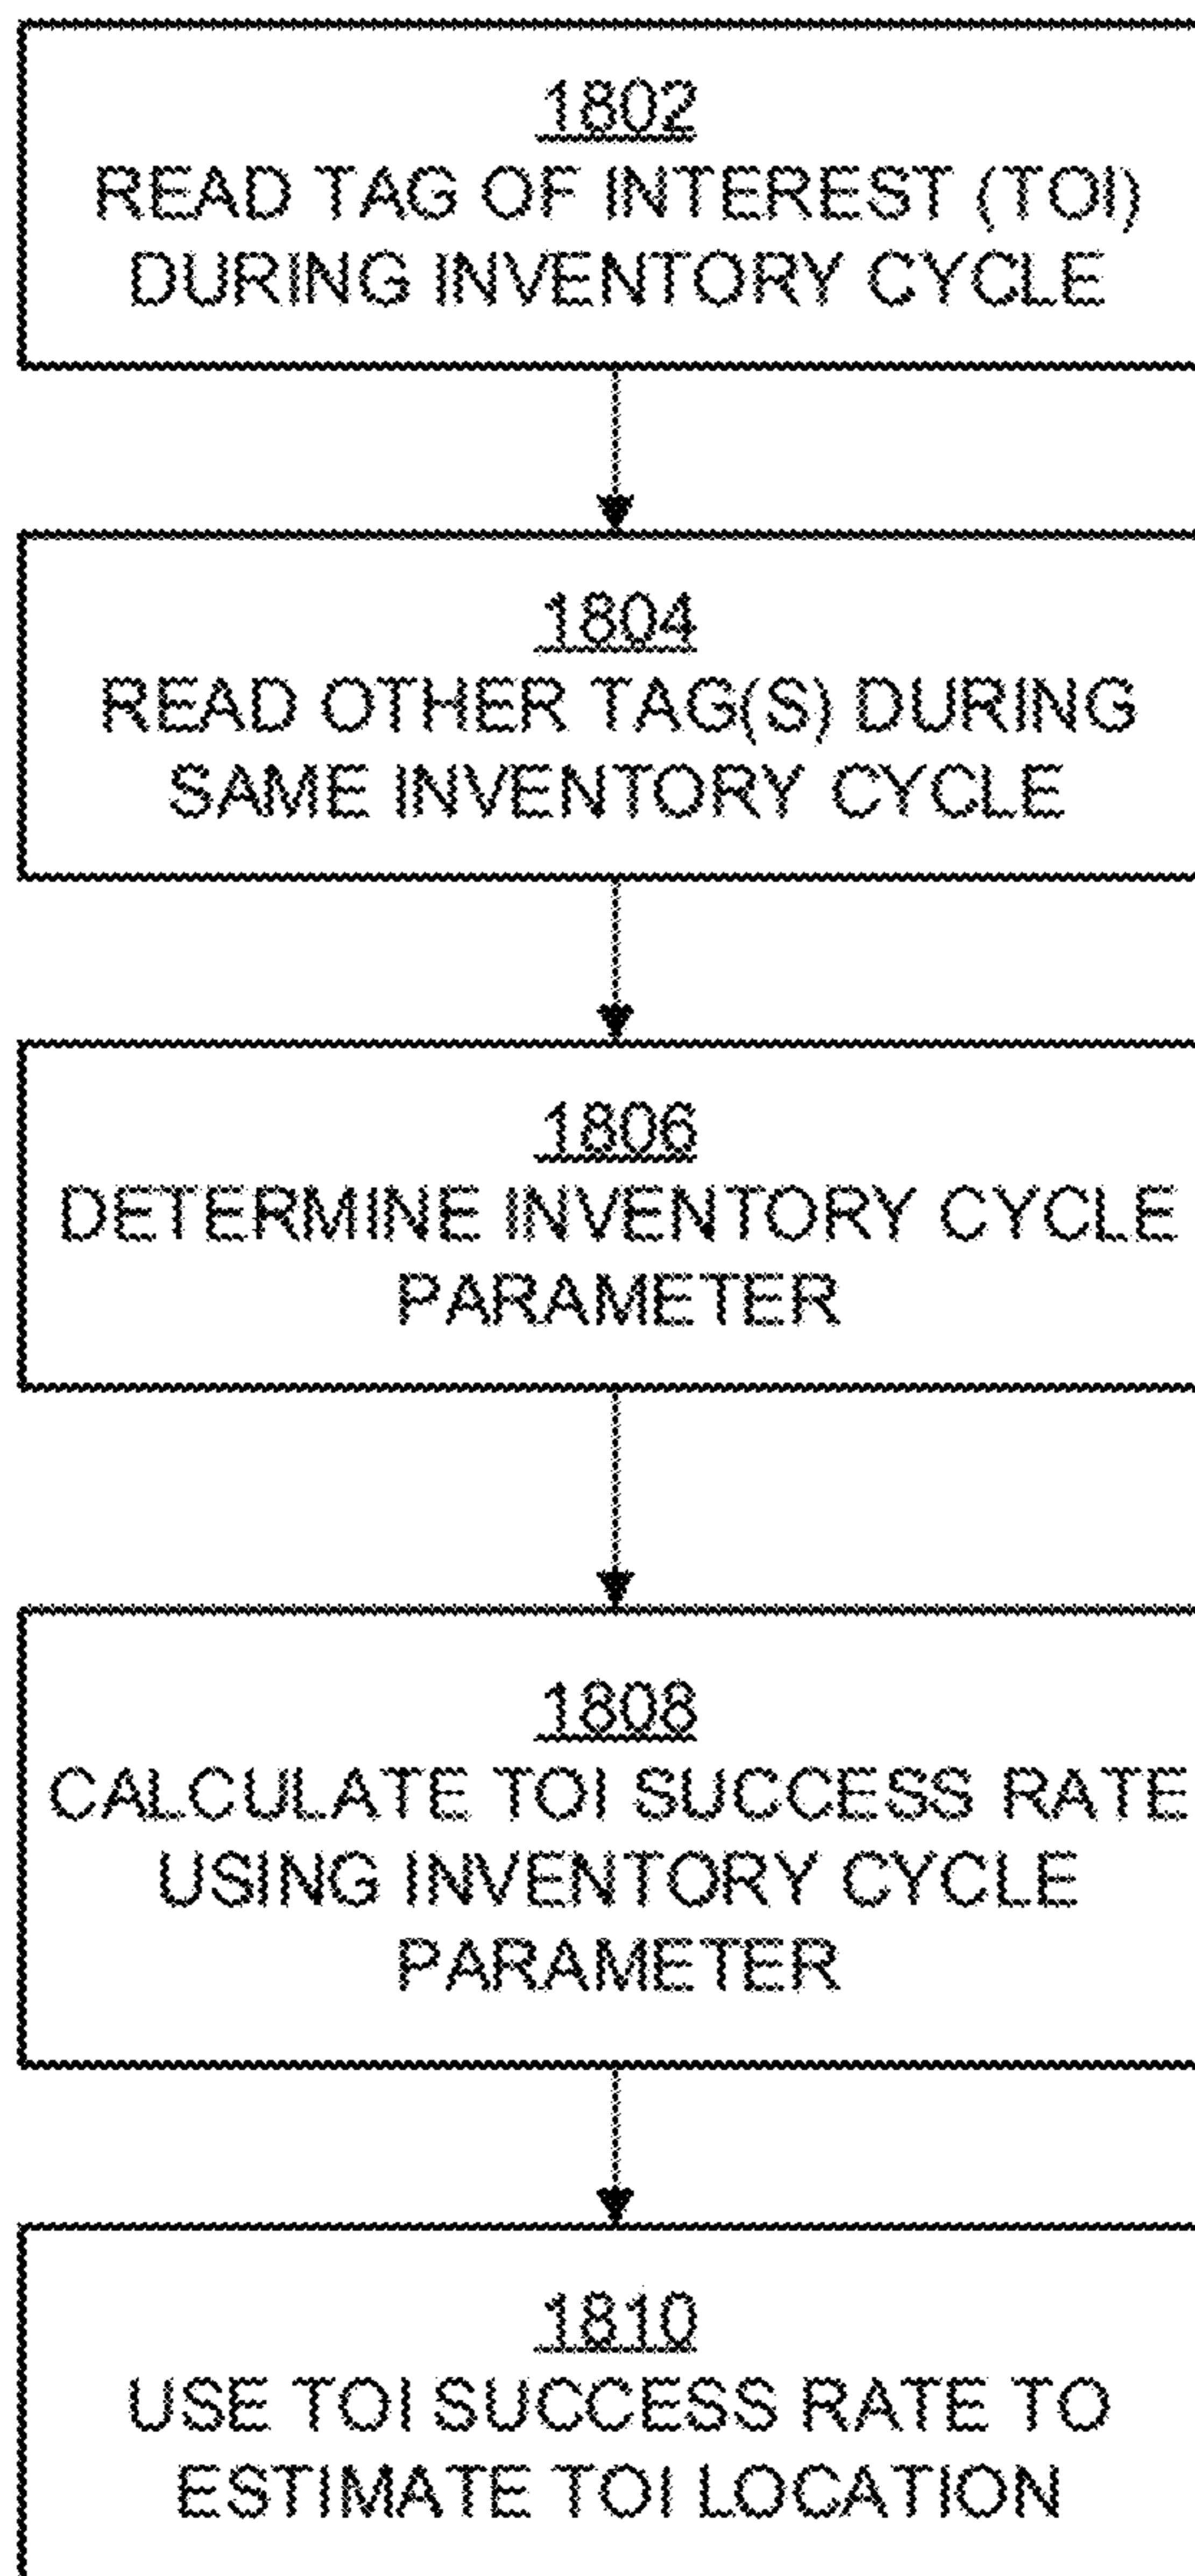 1802
READ TAG OF INTEREST (TOI)
DURING INVENTORY CYCLE
1804
READ OTHER TAG(S) DURING
SAME INVENTORY CYCLE
1806
DETERMINE INVENTORY CYCLE
PARAMETER
1808
CALCULATE TOI SUCCESS RATE
USING INVENTORY CYCLE
PARAMETER
1810
USE TOI SUCCESS RATE TO
ESTIMATE TOI LOCATION